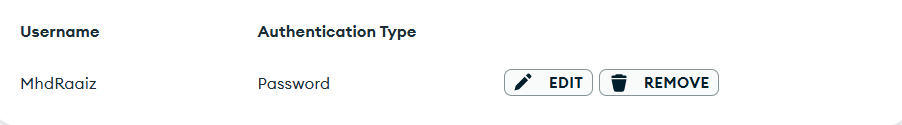 Username Authentication Type
MhdRaaiz Password EDIT REMOVE